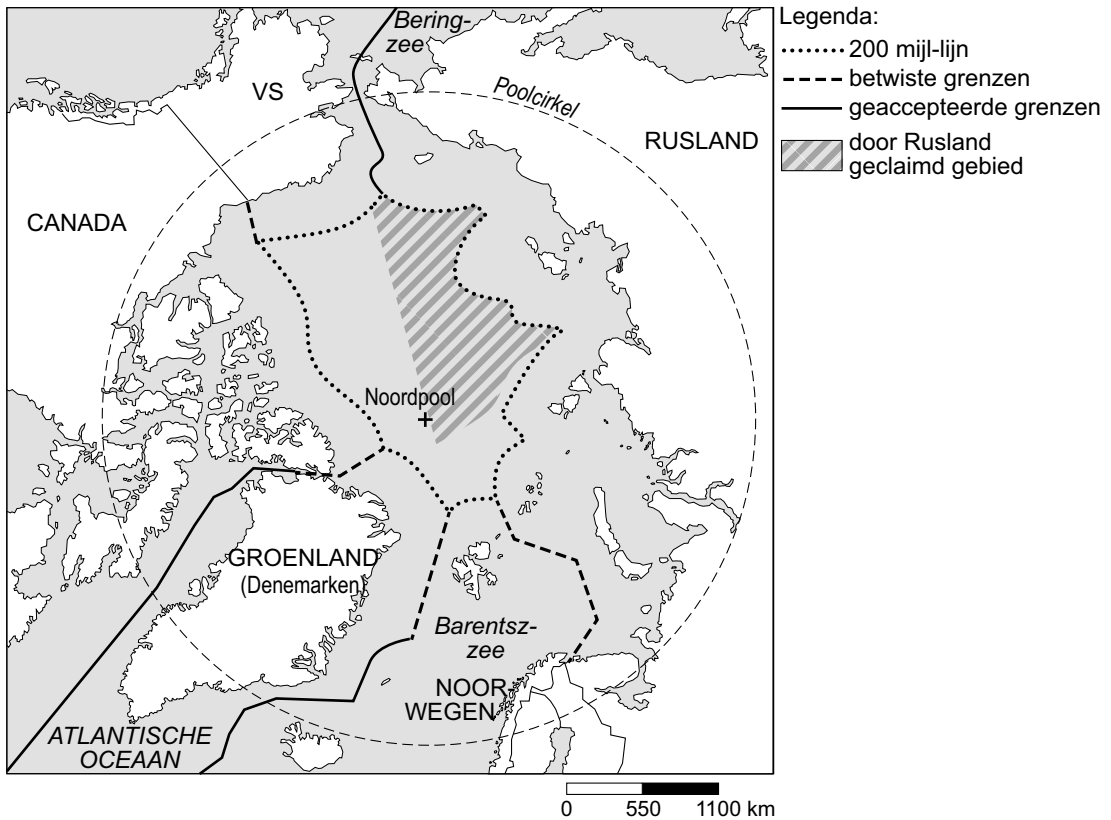 Bering-
zee
VS
Poolcirkel
RUSLAND
CANADA
Noordpool
GROENLAND
(Denemarken)
Barentsz-
zee
NOOR-
WEGEN
ATLANTISCHE
OCEAAN
Legenda:
200 mijl-lijn
betwiste grenzen
geaccepteerde grenzen
door Rusland
geclaimd gebied
0 550 1100 km